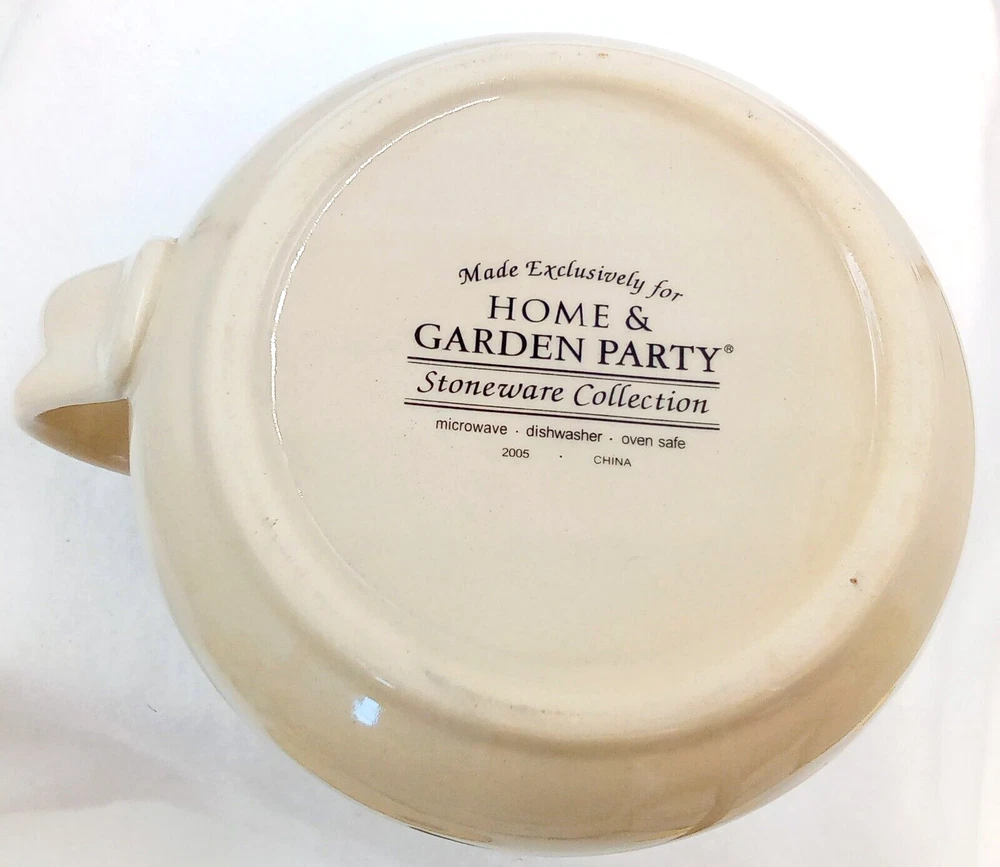 Made Exclusively for
HOME &
GARDEN PARTY®
Stoneware Collection
microwave · dishwasher · oven safe
2005 · CHINA